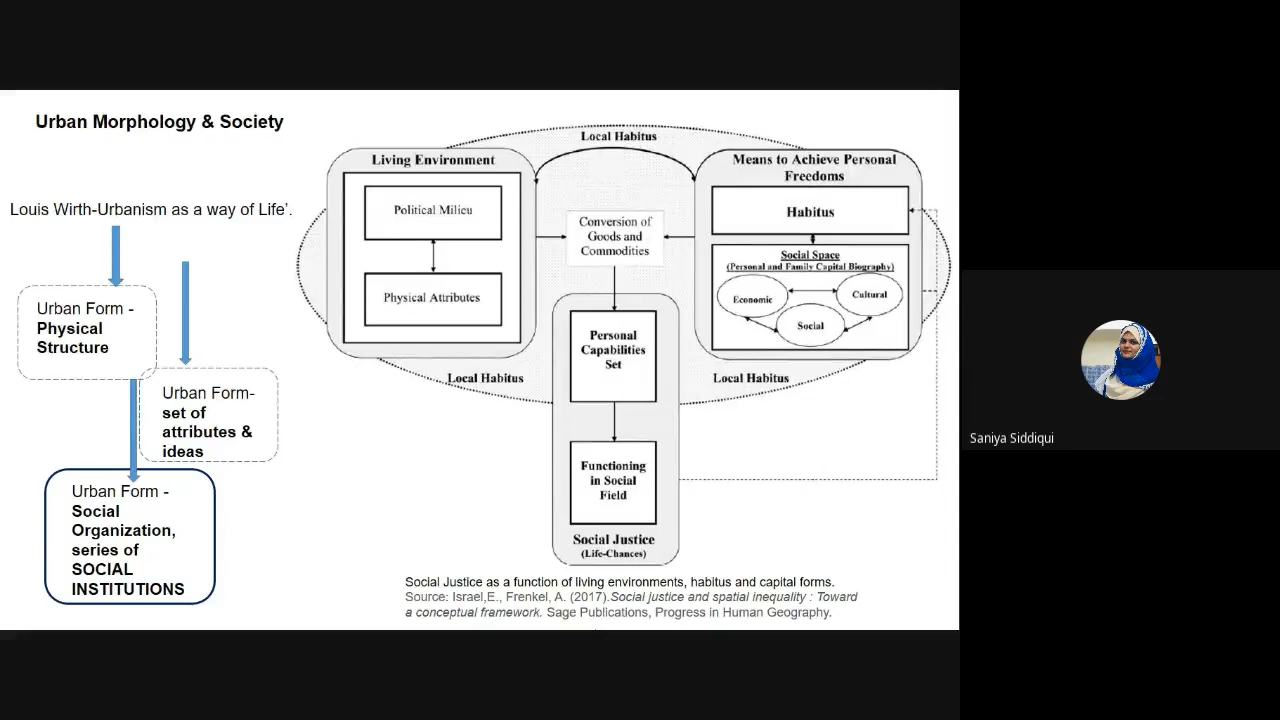 Urban Morphology & Society
Louis Wirth-Urbanism as a way of Life’.
Urban Form -
Physical
Structure
Urban Form-
set of
attributes &
ideas
Urban Form -
Social
Organization,
series of
SOCIAL
INSTITUTIONS
Local Habitus
Living Environment
Political Milieu
Physical Attributes
Conversion of
Goods and
Commodities
Means to Achieve Personal
Freedoms
Habitus
Social Space
(Personal and Family Capital Biography)
Economic
Cultural
Social
Local Habitus
Local Habitus
Personal
Capabilities
Set
Functioning
in Social
Field
Social Justice
(Life-Chances)
Social Justice as a function of living environments, habitus and capital forms.
Source: Israel,E., Frenkel, A. (2017).Social justice and spatial inequality : Toward
a conceptual framework. Sage Publications, Progress in Human Geography.
Saniya Siddiqui